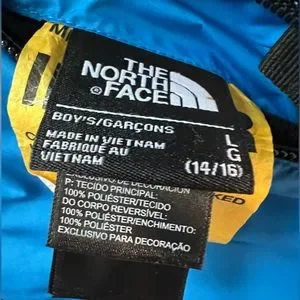 THE
NORTH
FACE
®
BOY'S/GARÇONS
L
MADE IN VIETNAM
G
FABRIQUÉ AU
VIETNAM
(14/16)
P: TECIDO PRINCIPAL:
100% POLIÉSTER/TECIDO
DO CORPO REVERSÍVEL:
100% POLIÉSTER/ENCHIMENTO:
100% POLIÉSTER
EXCLUSIVO PARA DECORAÇÃO